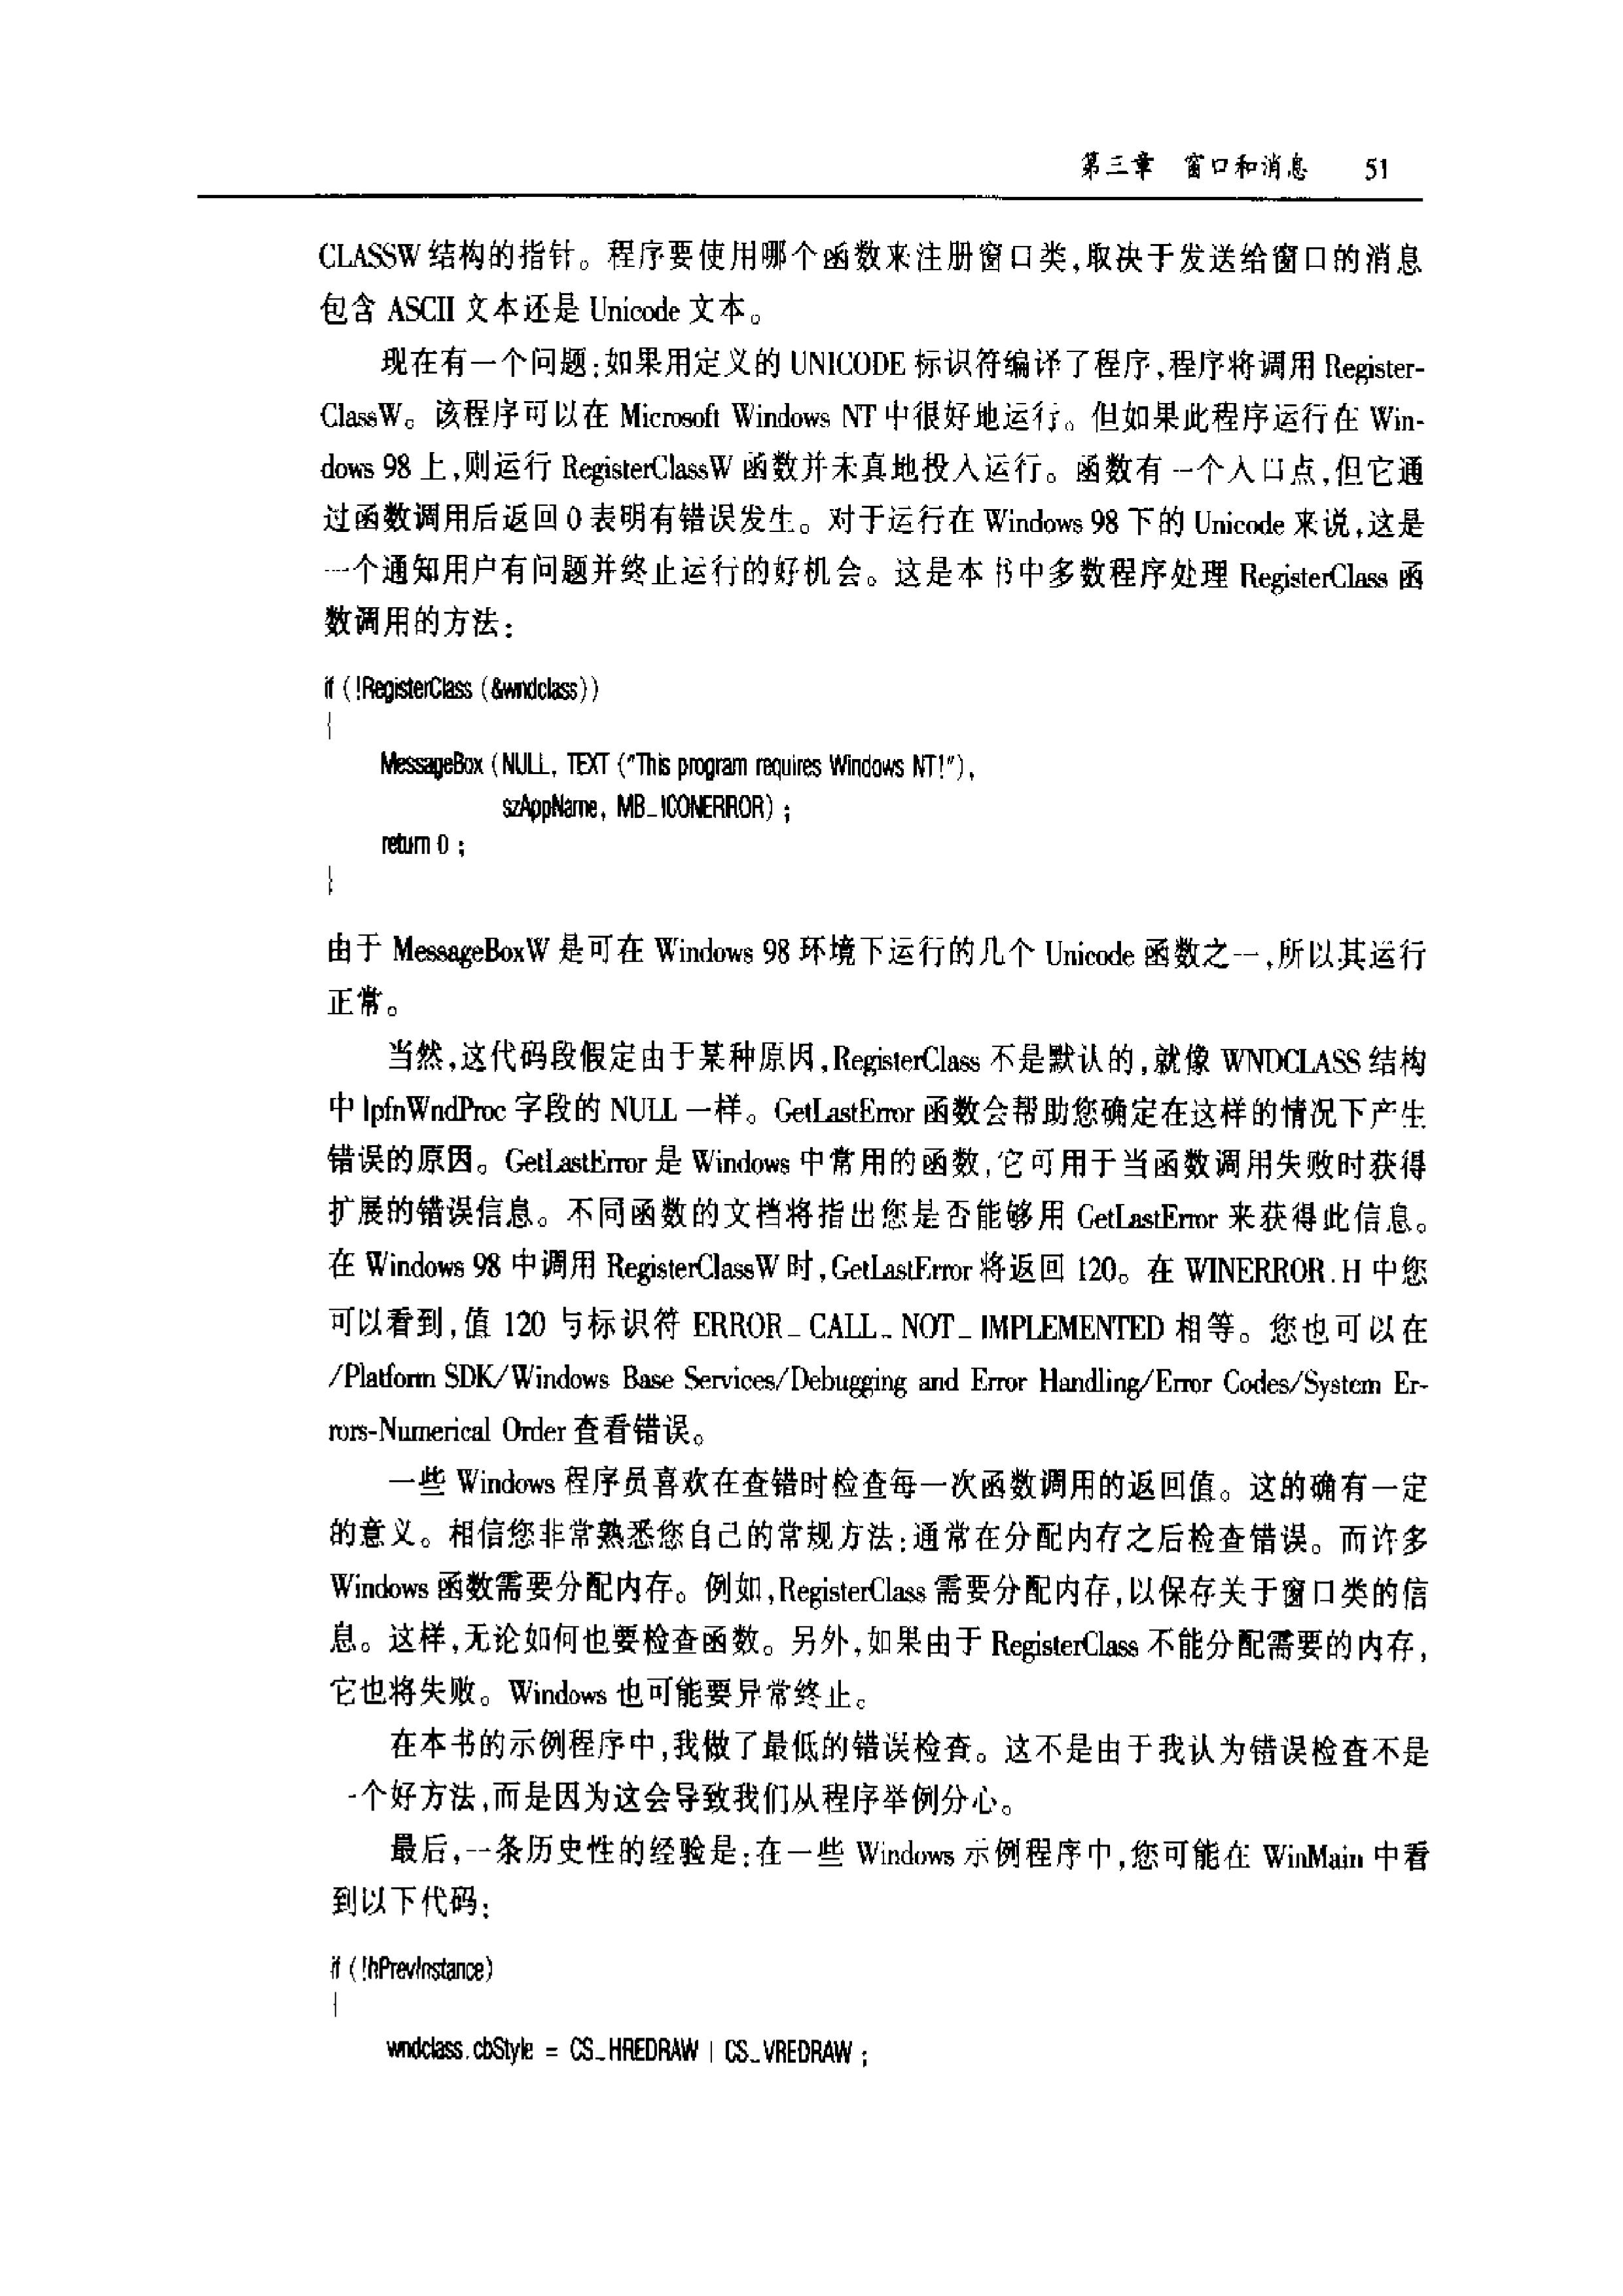 第三章 窗口和消息 51
CLASSW 结构的指针。程序要使用哪个函数来注册窗口类,取决于发送给窗口的消息
包含 ASCII 文本还是 Unicode 文本。
现在有一个问题:如果用定义的 UNICODE 标识符编译了程序,程序将调用 Register-
ClassW。该程序可以在 Microsoft Windows NT 中很好地运行。但如果此程序运行在 Win-
dows 98 上,则运行 RegisterClassW 函数并未真地投入运行。函数有一个入口点,但它通
过函数调用后返回 0 表明有错误发生。对于运行在 Windows 98 下的 Unicode 来说,这是
一个通知用户有问题并终止运行的好机会。这是本书中多数程序处理 RegisterClass 函
数调用的方法:
if (!RegisterClass (&wndclass))
{
MessageBox (NULL, TEXT ("This program requires Windows NT!"),
szAppName, MB_ICONERROR) ;
return 0 ;
}
由于 MessageBoxW 是可在 Windows 98 环境下运行的几个 Unicode 函数之一,所以其运行
正常。
当然,这代码段假定由于某种原因,RegisterClass 不是默认的,就像 WNDCLASS 结构
中 lpfnWndProc 字段的 NULL 一样。GetLastError 函数会帮助您确定在这样的情况下产生
错误的原因。GetLastError 是 Windows 中常用的函数,它可用于当函数调用失败时获得
扩展的错误信息。不同函数的文档将指出您是否能够用 GetLastError 来获得此信息。
在 Windows 98 中调用 RegisterClassW 时,GetLastError 将返回 120。在 WINERROR.H 中您
可以看到,值 120 与标识符 ERROR_CALL_NOT_IMPLEMENTED 相等。您也可以在
/Platform SDK/Windows Base Services/Debugging and Error Handling/Error Codes/System Er-
rors-Numerical Order 查看错误。
一些 Windows 程序员喜欢在查错时检查每一次函数调用的返回值。这的确有一定
的意义。相信您非常熟悉您自己的常规方法:通常在分配内存之后检查错误。而许多
Windows 函数需要分配内存。例如,RegisterClass 需要分配内存,以保存关于窗口类的信
息。这样,无论如何也要检查函数。另外,如果由于 RegisterClass 不能分配需要的内存,
它也将失败。Windows 也可能要异常终止。
在本书的示例程序中,我做了最低的错误检查。这不是由于我认为错误检查不是
一个好方法,而是因为这会导致我们从程序举例分心。
最后,一条历史性的经验是:在一些 Windows 示例程序中,您可能在 WinMain 中看
到以下代码:
if (!hPrevInstance)
{
wndclass.cbStyle = CS_HREDRAW | CS_VREDRAW ;